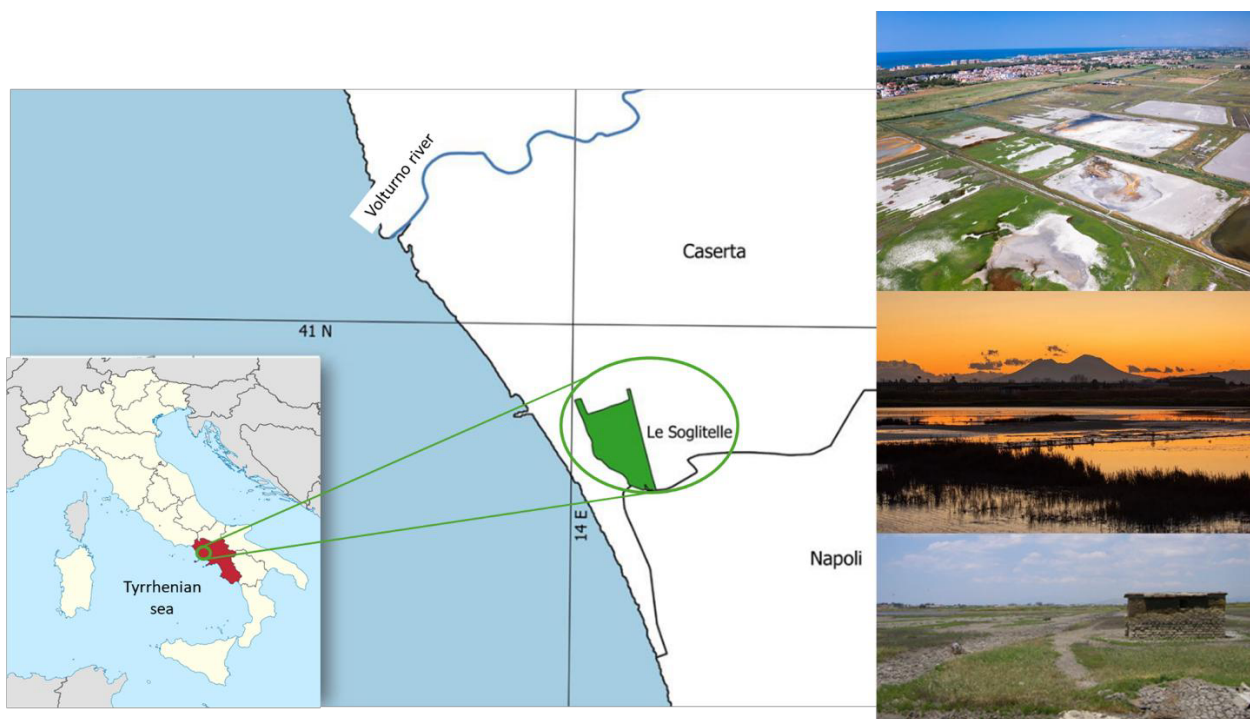 Volturno river
Caserta
41 N
Le Soglitelle
14 E
Napoli
Tyrrhenian
sea